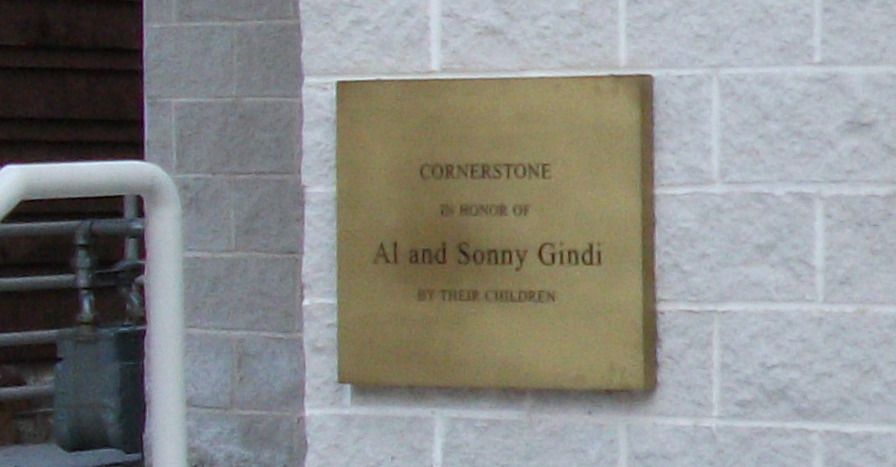 CORNERSTONE
IN HONOR OF
Al and Sonny Gindi
BY THEIR CHILDREN